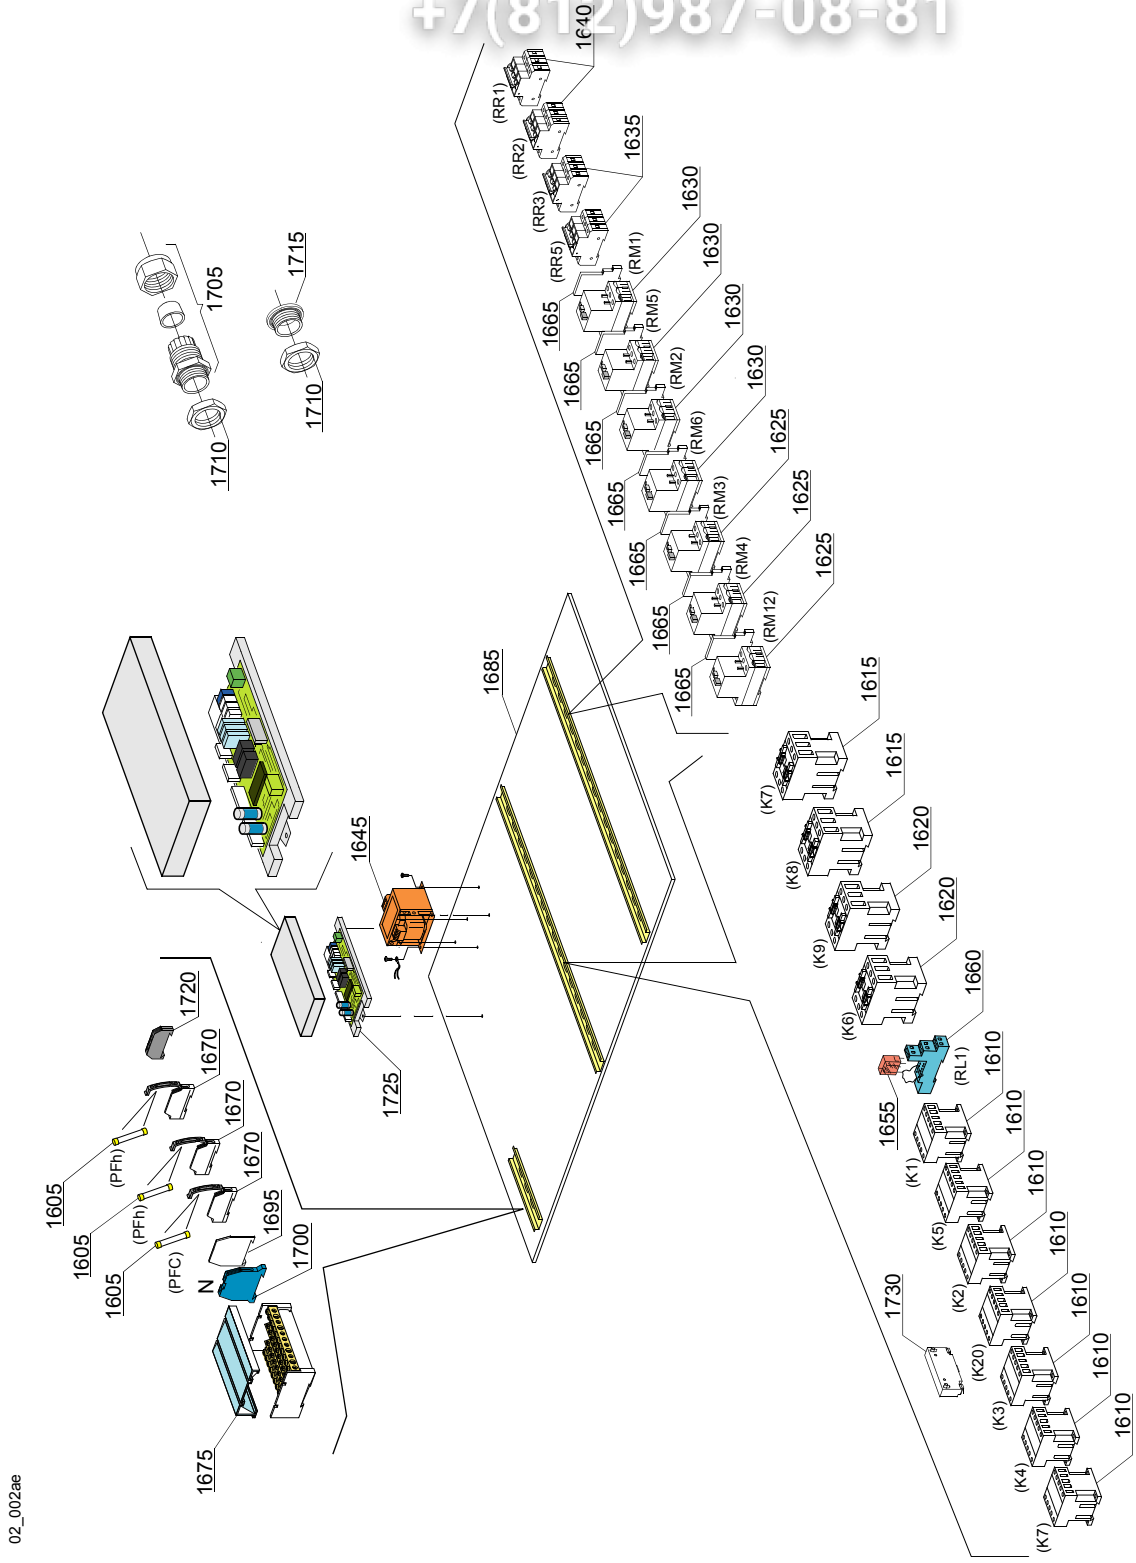 +7(812)987-08-81
1640
(RR1)
(RR2)
1635
(RR3)
1630
(RR5)
(RM1)
1630
1665
(RM5)
1630
1665
(RM2)
1630
1665
(RM6)
1625
1665
(RM3)
1625
1665
(RM4)
1625
1665
(RM12)
1665
1705
1715
1710
1710
1685
1645
1725
1720
1670
1670
1670
1605
(PFh)
1605
(PFh)
1605
(PFC)
1695
N
1700
1675
1615
(K7)
1615
(K8)
1620
(K9)
1620
(K6)
1660
1655
(RL1)
1610
(K1)
1610
(K5)
1610
(K2)
1610
1730
(K20)
1610
(K3)
1610
(K4)
1610
(K7)
02_002ae